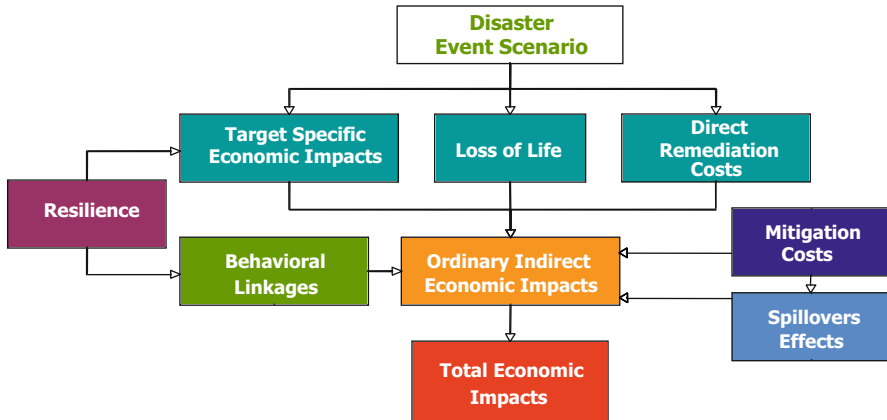 Disaster
Event Scenario
Target Specific
Economic Impacts
Loss of Life
Direct
Remediation
Costs
Resilience
Mitigation
Costs
Behavioral
Linkages
Ordinary Indirect
Economic Impacts
Spillovers
Effects
Total Economic
Impacts